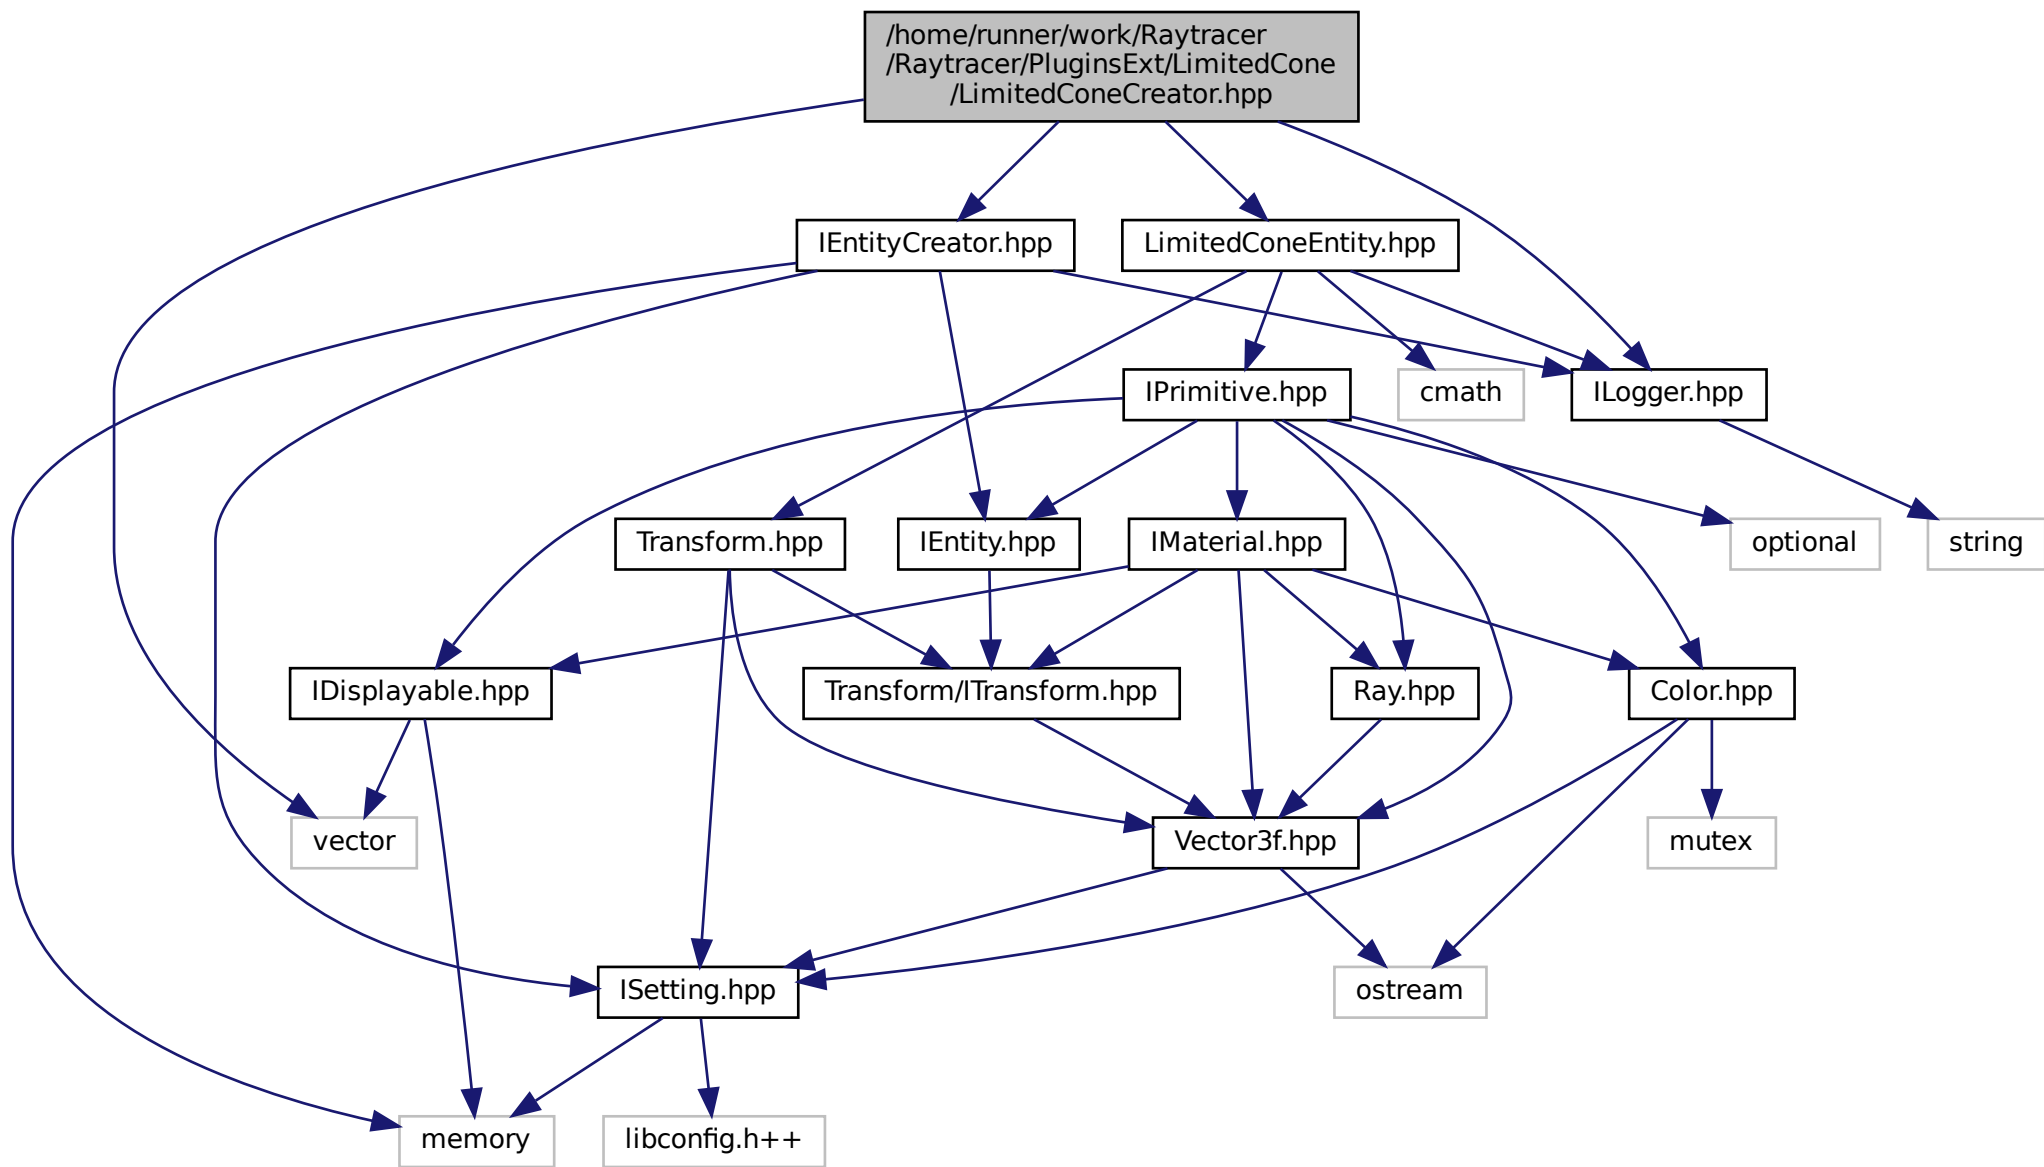 /home/runner/work/Raytracer
/Raytracer/PluginsExt/LimitedCone
/LimitedConeCreator.hpp
IEntityCreator.hpp
LimitedConeEntity.hpp
IPrimitive.hpp
cmath
ILogger.hpp
Transform.hpp
IEntity.hpp
IMaterial.hpp
optional
string
IDisplayable.hpp
Transform/ITransform.hpp
Ray.hpp
Color.hpp
vector
Vector3f.hpp
mutex
ISetting.hpp
ostream
memory
libconfig.h++